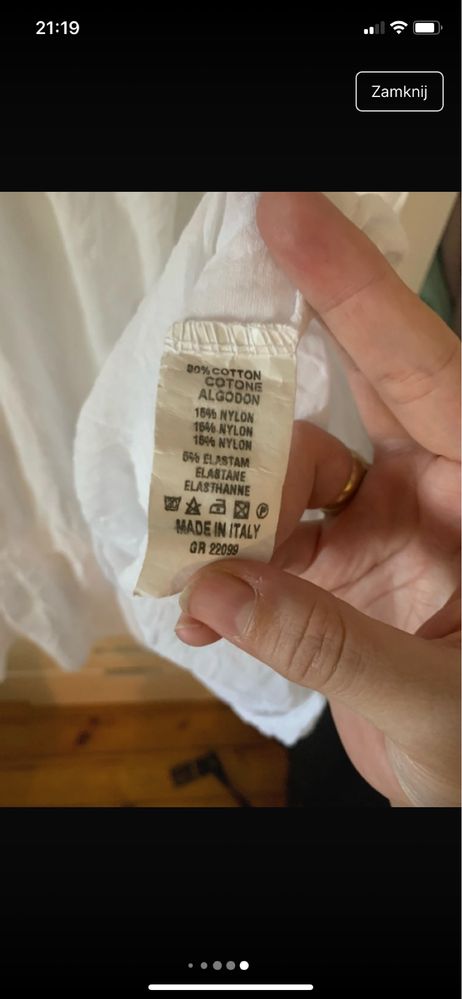 21:19
Zamknij
80% COTTON
COTONE
ALGODON
15% NYLON
15% NYLON
15% NYLON
5% ELASTAM
ELASTANE
ELASTHANNE
MADE IN ITALY
GR 22099